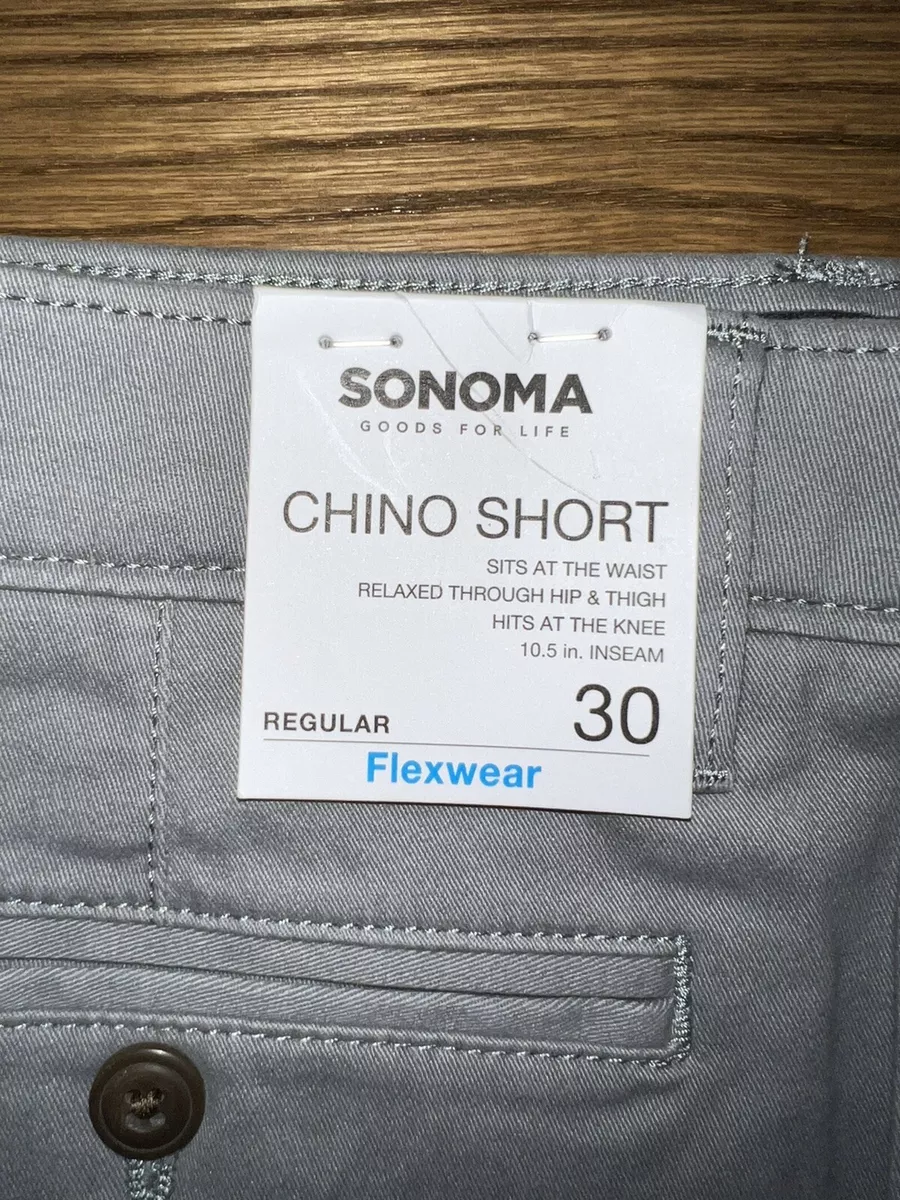 SONOMA
GOODS FOR LIFE
CHINO SHORT
SITS AT THE WAIST
RELAXED THROUGH HIP & THIGH
HITS AT THE KNEE
10.5 in. INSEAM
REGULAR 30
Flexwear